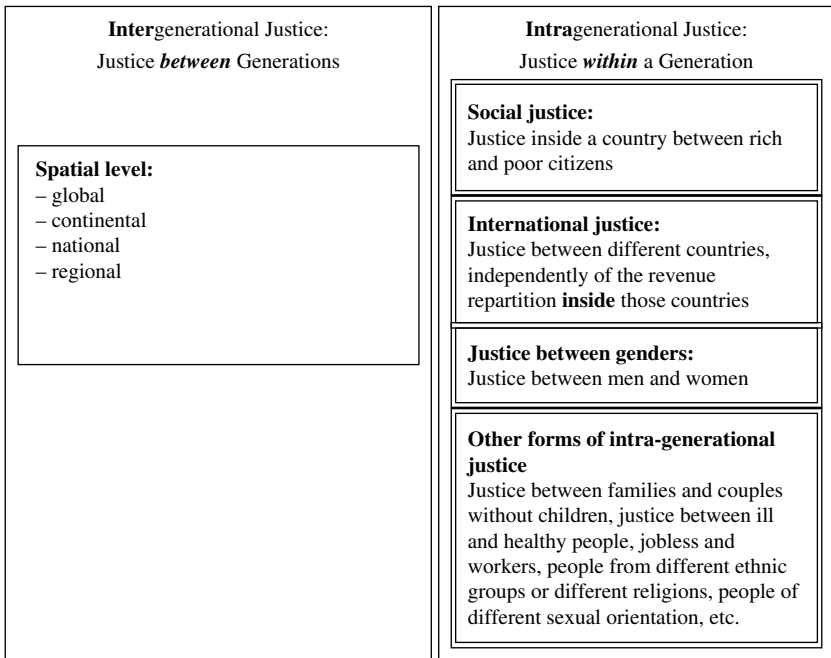 Intergenerational Justice:
Justice between Generations
Spatial level:
– global
– continental
– national
– regional
Intragenerational Justice:
Justice within a Generation
Social justice:
Justice inside a country between rich
and poor citizens
International justice:
Justice between different countries,
independently of the revenue
repartition inside those countries
Justice between genders:
Justice between men and women
Other forms of intra-generational
justice
Justice between families and couples
without children, justice between ill
and healthy people, jobless and
workers, people from different ethnic
groups or different religions, people of
different sexual orientation, etc.